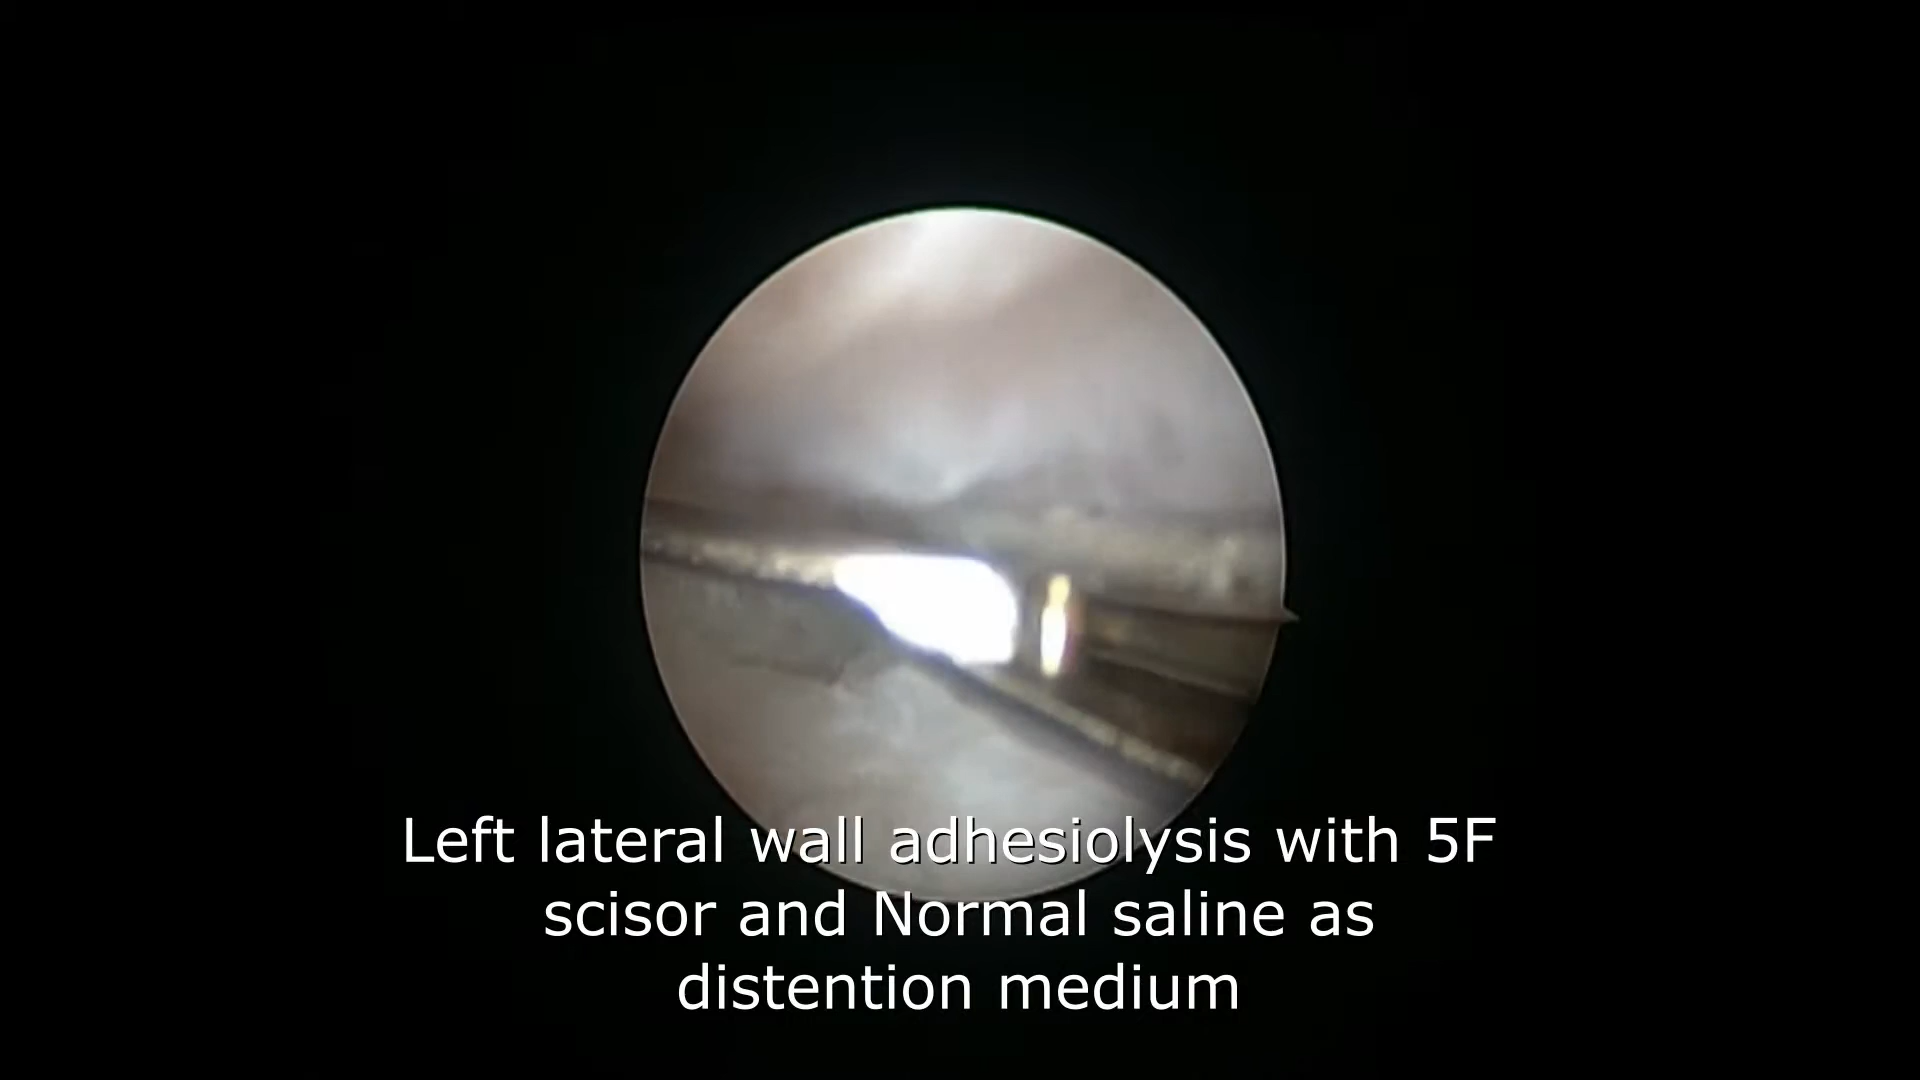 Left lateral wall adhesiolysis with 5F
scisor and Normal saline as
distention medium